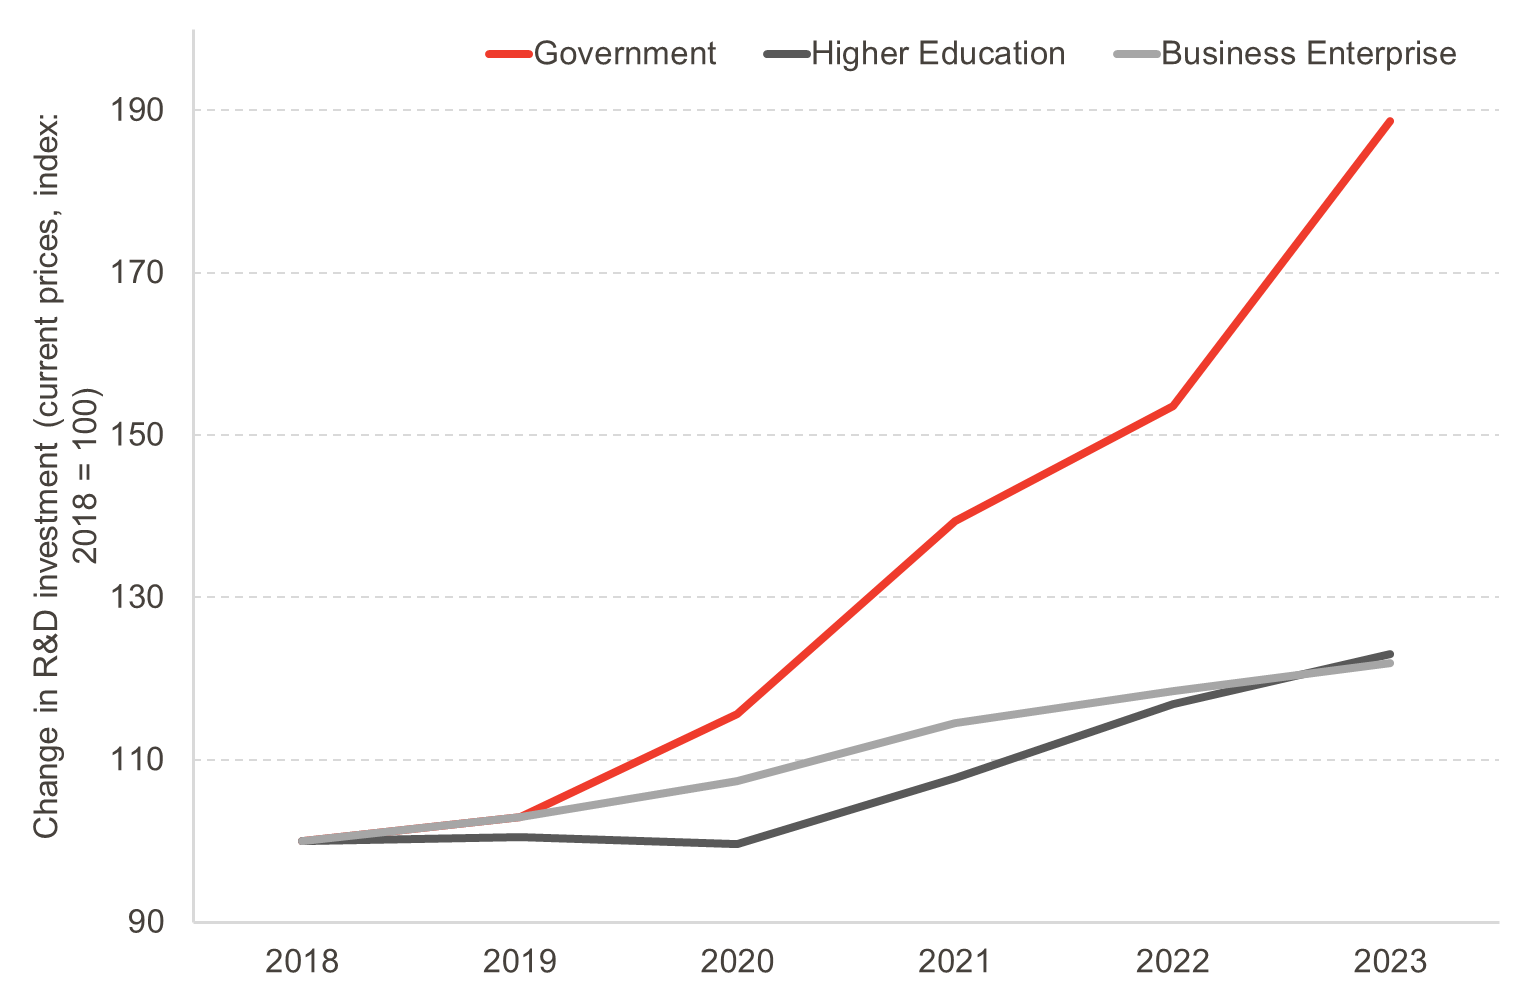 Government Higher Education Business Enterprise
Change in R&D investment (current prices, index:
2018 = 100)
190
170
150
130
110
90
2018 2019 2020 2021 2022 2023